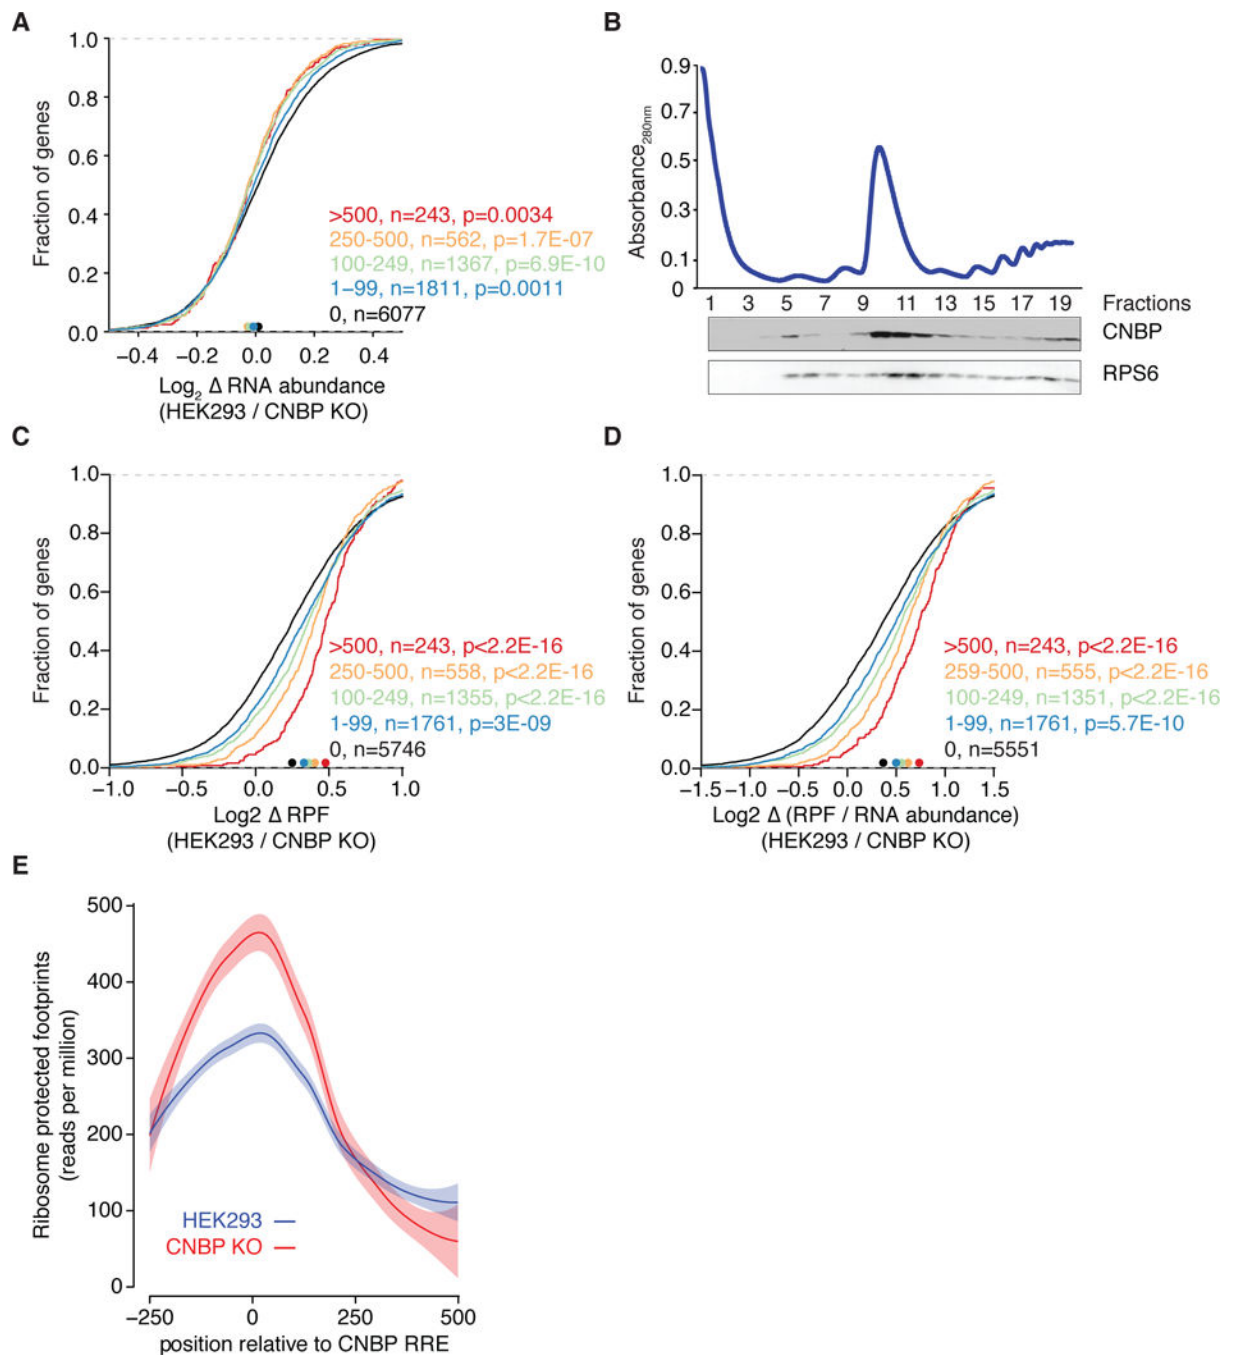 A
1.0
0.8
0.6
0.4
0.2
0.0
Fraction of genes
>500, n=243, p=0.0034
250-500, n=562, p=1.7E-07
100-249, n=1367, p=6.9E-10
1–99, n=1811, p=0.0011
0, n=6077
−0.4 −0.2 0.0 0.2 0.4
Log2 Δ RNA abundance
(HEK293 / CNBP KO)
B
0.9
0.7
0.5
0.3
0.1
0
Absorbance280nm
1 3 5 7 9 11 13 15 17 19 Fractions
CNBP
RPS6
C
1.0
0.8
0.6
0.4
0.2
0.0
Fraction of genes
>500, n=243, p<2.2E-16
250-500, n=558, p<2.2E-16
100-249, n=1355, p<2.2E-16
1-99, n=1761, p=3E-09
0, n=5746
−1.0 −0.5 0.0 0.5 1.0
Log2 Δ RPF
(HEK293 / CNBP KO)
D
1.0
0.8
0.6
0.4
0.2
0.0
Fraction of genes
>500, n=243, p<2.2E-16
259-500, n=555, p<2.2E-16
100-249, n=1351, p<2.2E-16
1-99, n=1761, p=5.7E-10
0, n=5551
−1.5 −1.0 −0.5 0.0 0.5 1.0 1.5
Log2 Δ (RPF / RNA abundance)
(HEK293 / CNBP KO)
E
500
400
300
200
100
0
Ribosome protected footprints
(reads per million)
HEK293
CNBP KO
−250 0 250 500
position relative to CNBP RRE